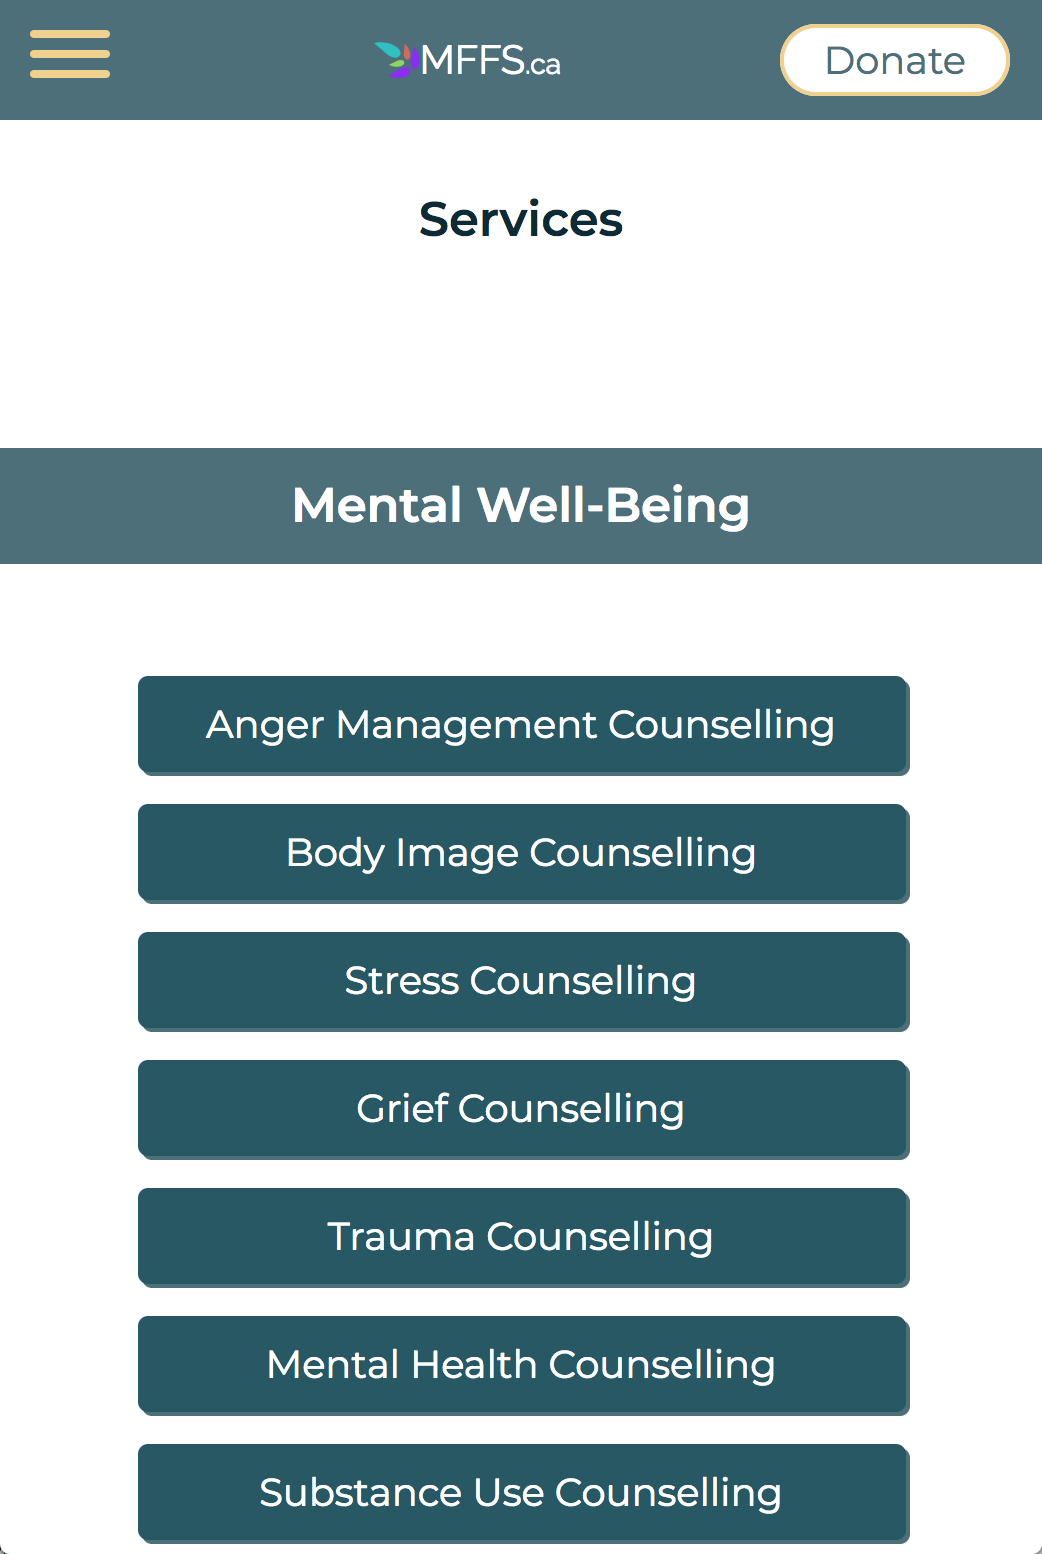 MFFS.ca
Donate
Services
Mental Well-Being
Anger Management Counselling
Body Image Counselling
Stress Counselling
Grief Counselling
Trauma Counselling
Mental Health Counselling
Substance Use Counselling